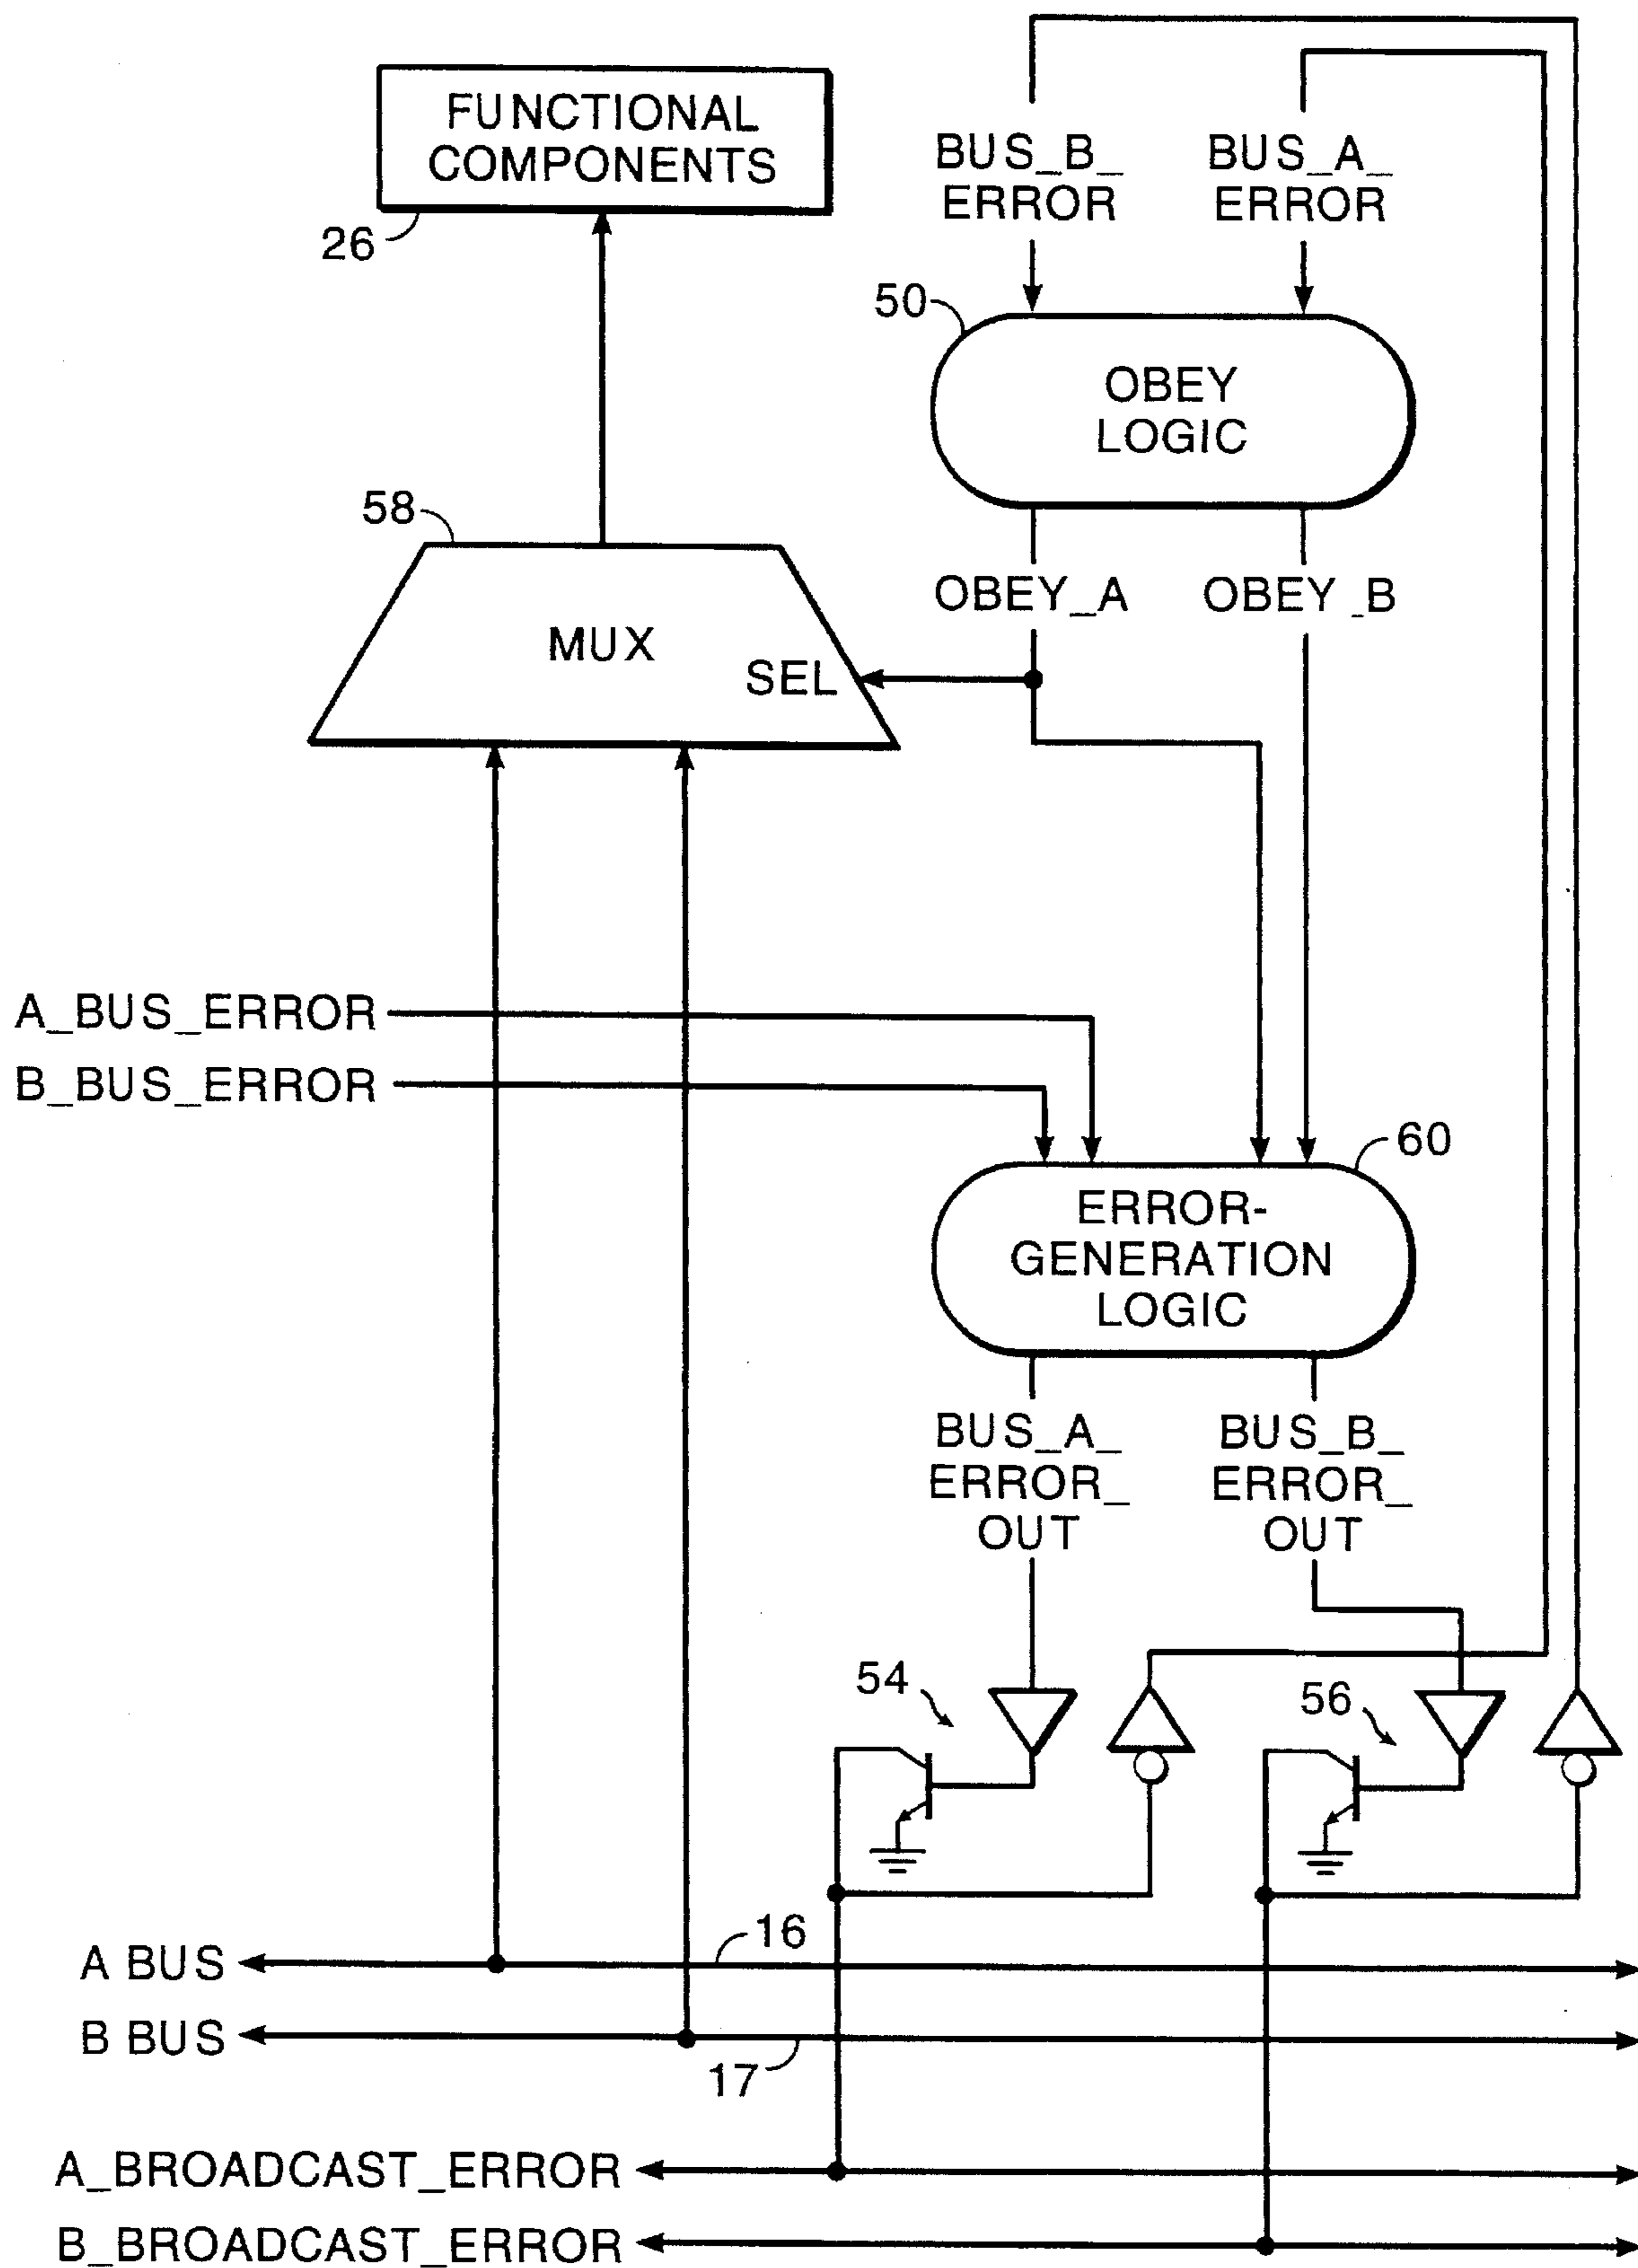 FUNCTIONAL
COMPONENTS
26
BUS_B_
ERROR
BUS_A_
ERROR
50
OBEY
LOGIC
58
MUX
SEL
OBEY_A
OBEY_B
A_BUS_ERROR
B_BUS_ERROR
60
ERROR-
GENERATION
LOGIC
BUS_A_
ERROR_
OUT
BUS_B_
ERROR_
OUT
54
56
A BUS
16
B BUS
17
A_BROADCAST_ERROR
B_BROADCAST_ERROR